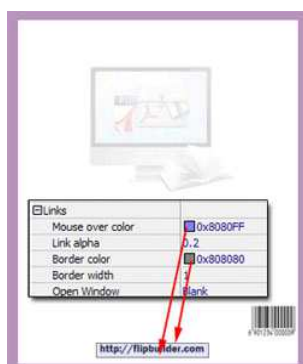 Links
Mouse over color 0x8080FF
Link alpha 0.2
Border color 0x808080
Border width 1
Open Window Blank
http://flipbuilder.com